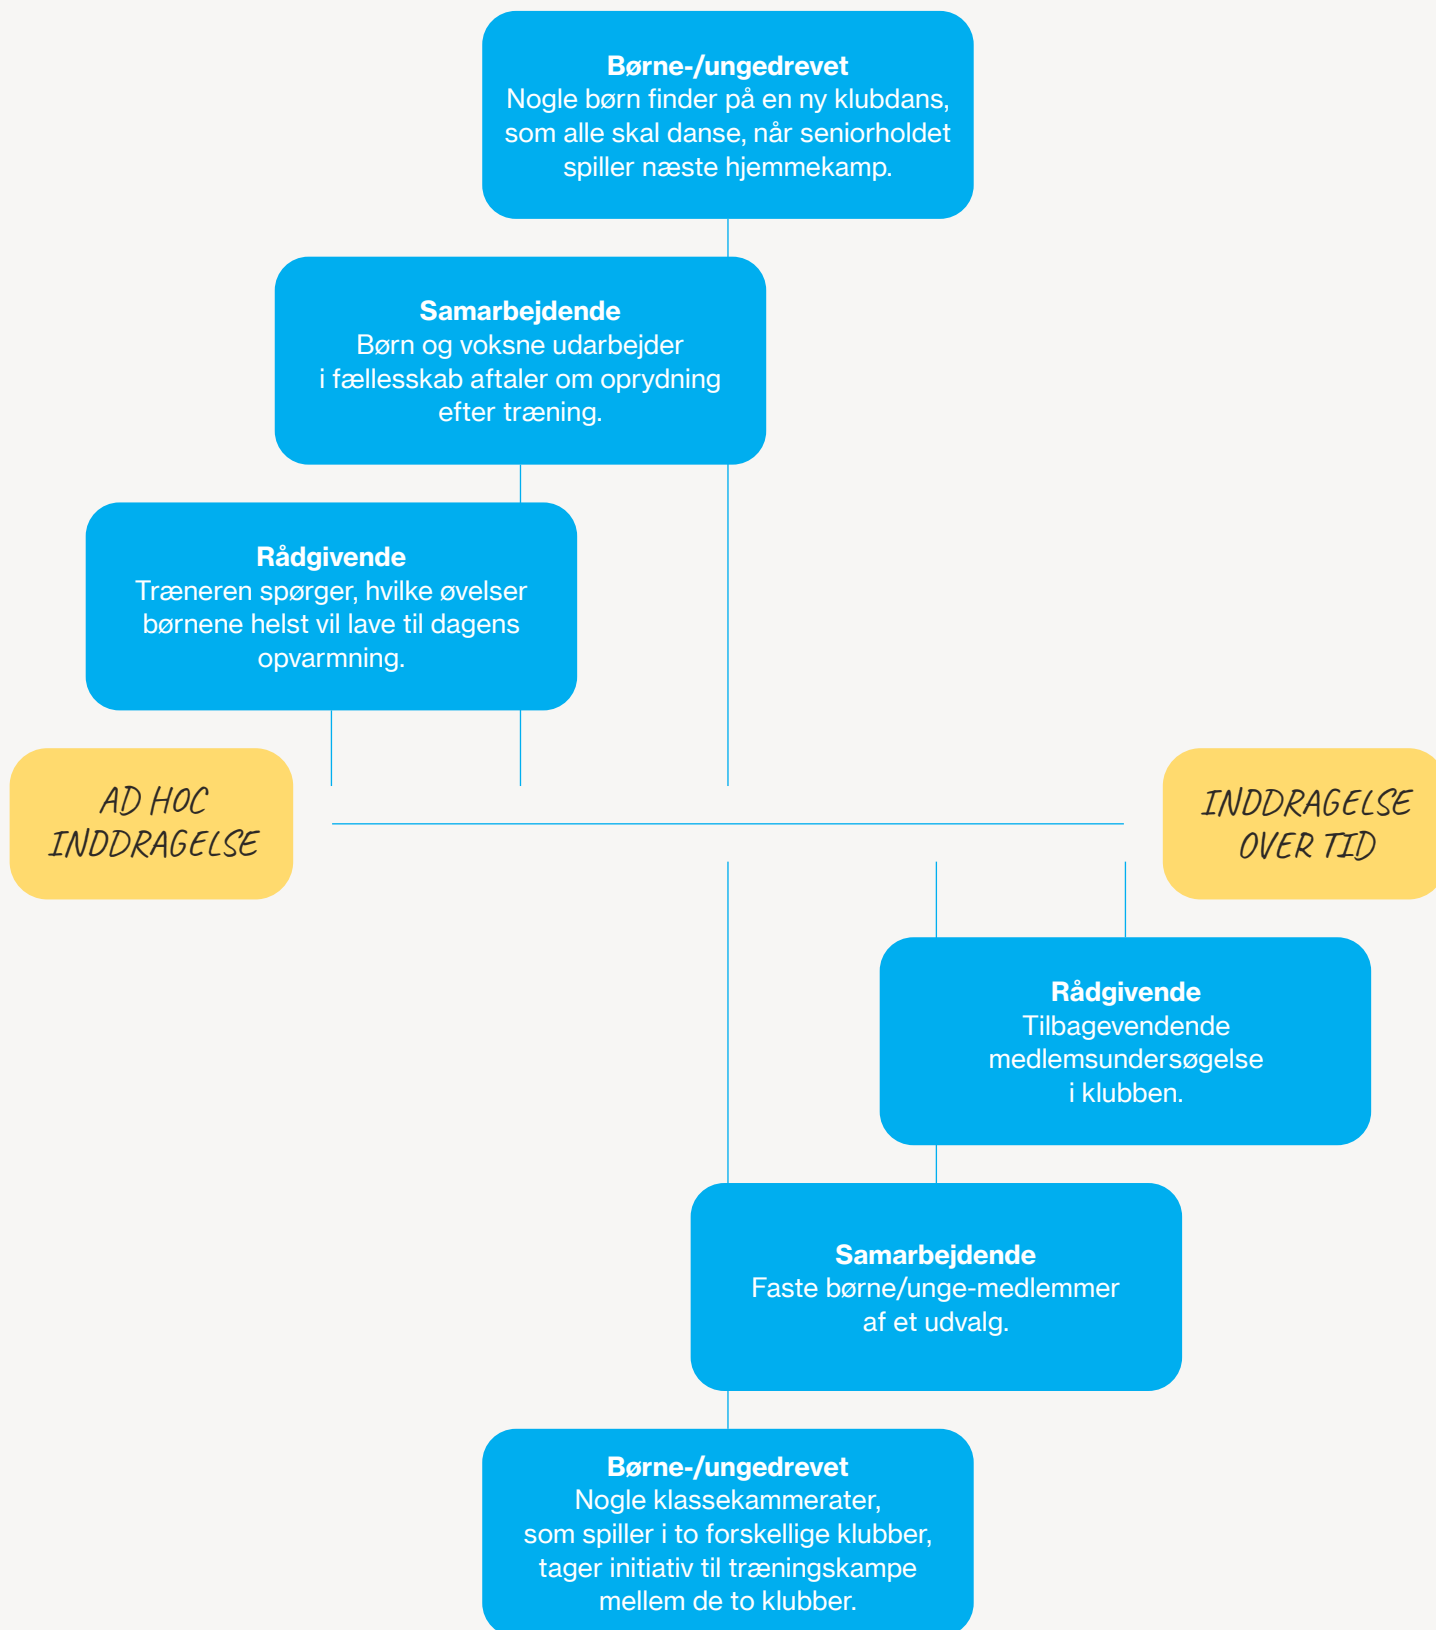 Børne-/ungedrevet
Nogle børn finder på en ny klubdans,
som alle skal danse, når seniorholdet
spiller næste hjemmekamp.
Samarbejdende
Børn og voksne udarbejder
i fællesskab aftaler om oprydning
efter træning.
Rådgivende
Træneren spørger, hvilke øvelser
børnene helst vil lave til dagens
opvarmning.
AD HOC
INDDRAGELSE
INDDRAGELSE
OVER TID
Rådgivende
Tilbagevendende
medlemsundersøgelse
i klubben.
Samarbejdende
Faste børne/unge-medlemmer
af et udvalg.
Børne-/ungedrevet
Nogle klassekammerater,
som spiller i to forskellige klubber,
tager initiativ til træningskampe
mellem de to klubber.